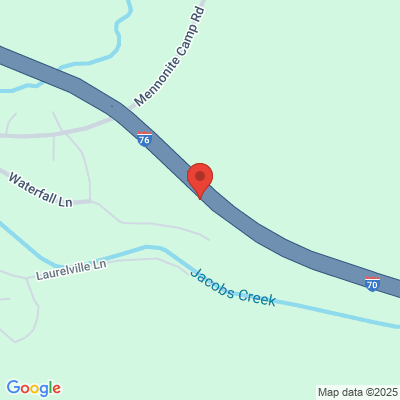 Mennonite Camp Rd
76
Waterfall Ln
Laurelville Ln
Jacobs Creek
70
Google
Map data ©2025